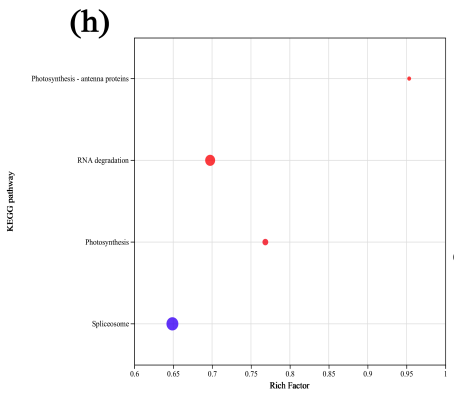 (h)
Photosynthesis - antenna proteins
RNA degradation
Photosynthesis
Spliceosome
KEGG pathway
0.6 0.65 0.7 0.75 0.8 0.85 0.9 0.95 1
Rich Factor